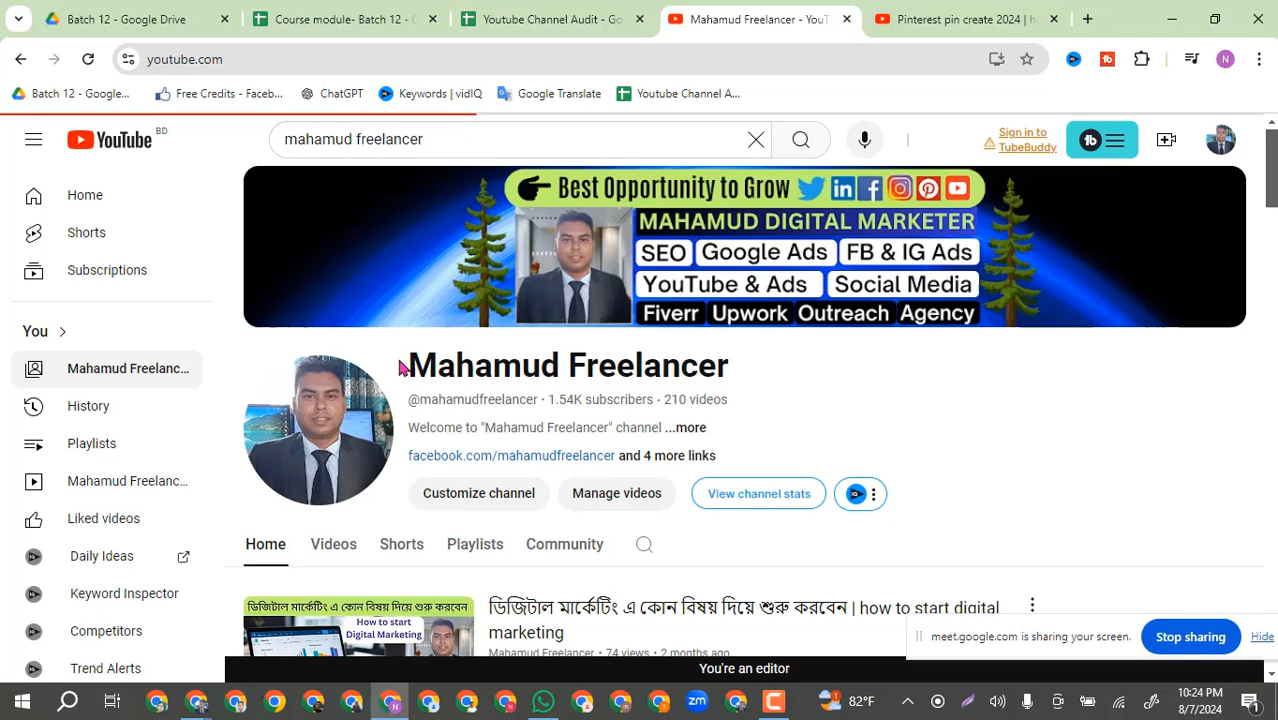 Batch 12 - Google Drive
Course module- Batch 12 - G
Youtube Channel Audit - Go
Mahamud Freelancer - YouT
Pinterest pin create 2024 | h
youtube.com
N
Batch 12 - Google...
Free Credits - Faceb...
ChatGPT
Keywords | vidIQ
Google Translate
Youtube Channel A...
YouTube BD
mahamud freelancer
Sign in to
TubeBuddy
tb
Home
Shorts
Subscriptions
You
Mahamud Freelanc...
History
Playlists
Mahamud Freelanc...
Liked videos
Daily Ideas
Keyword Inspector
Competitors
Trend Alerts
Best Opportunity to Grow
MAHAMUD DIGITAL MARKETER
SEO Google Ads FB & IG Ads
YouTube & Ads Social Media
Fiverr Upwork Outreach Agency
Mahamud Freelancer
@mahamudfreelancer · 1.54K subscribers · 210 videos
Welcome to "Mahamud Freelancer" channel ...more
facebook.com/mahamudfreelancer and 4 more links
Customize channel
Manage videos
View channel stats
Home
Videos
Shorts
Playlists
Community
ডিজিটাল মার্কেটিং এ কোন বিষয় দিয়ে শুরু করবেন
How to start
Digital Marketing
ডিজিটাল মার্কেটিং এ কোন বিষয় দিয়ে শুরু করবেন | how to start digital
marketing
Mahamud Freelancer · 74 views · 2 months ago
meet.google.com is sharing your screen.
Stop sharing
Hide
You're an editor
82°F
10:24 PM
8/7/2024